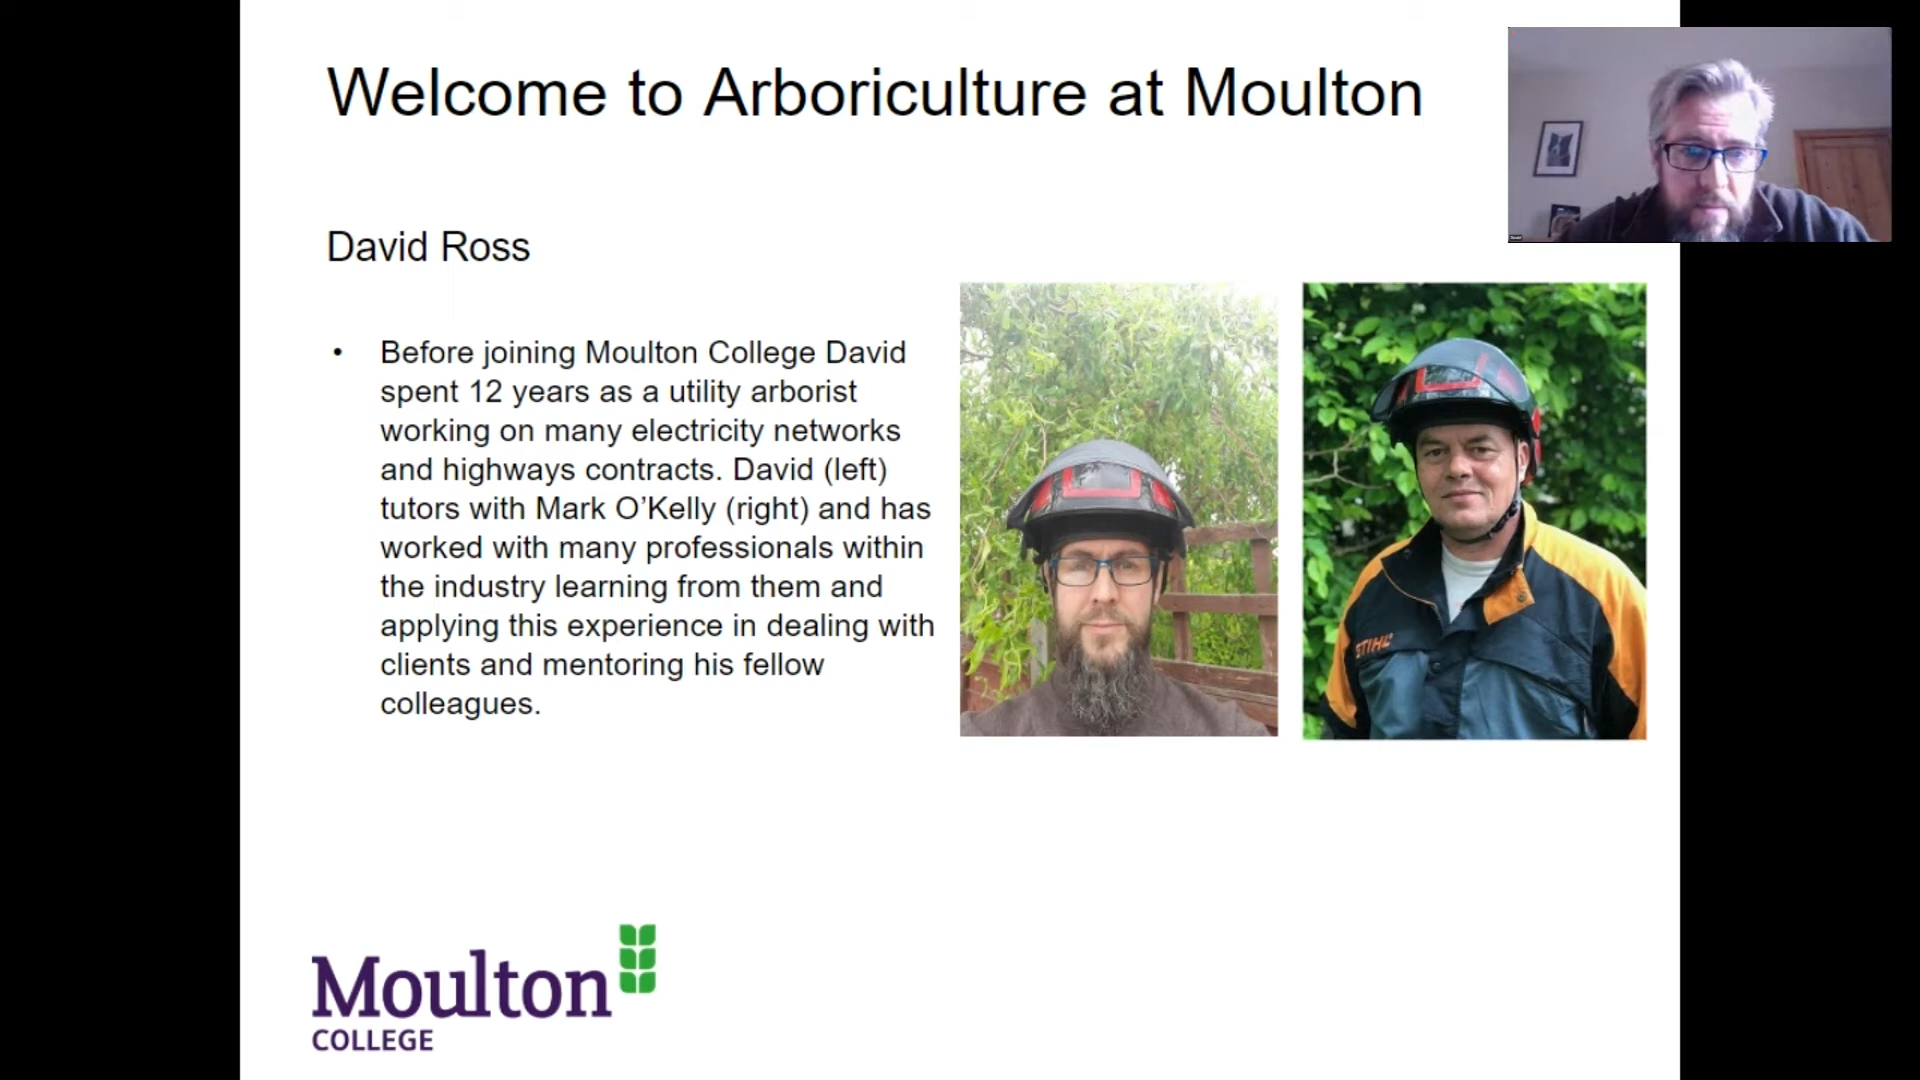 Welcome to Arboriculture at Moulton
David Ross
• Before joining Moulton College David
spent 12 years as a utility arborist
working on many electricity networks
and highways contracts. David (left)
tutors with Mark O’Kelly (right) and has
worked with many professionals within
the industry learning from them and
applying this experience in dealing with
clients and mentoring his fellow
colleagues.
STIHL
Moulton
COLLEGE